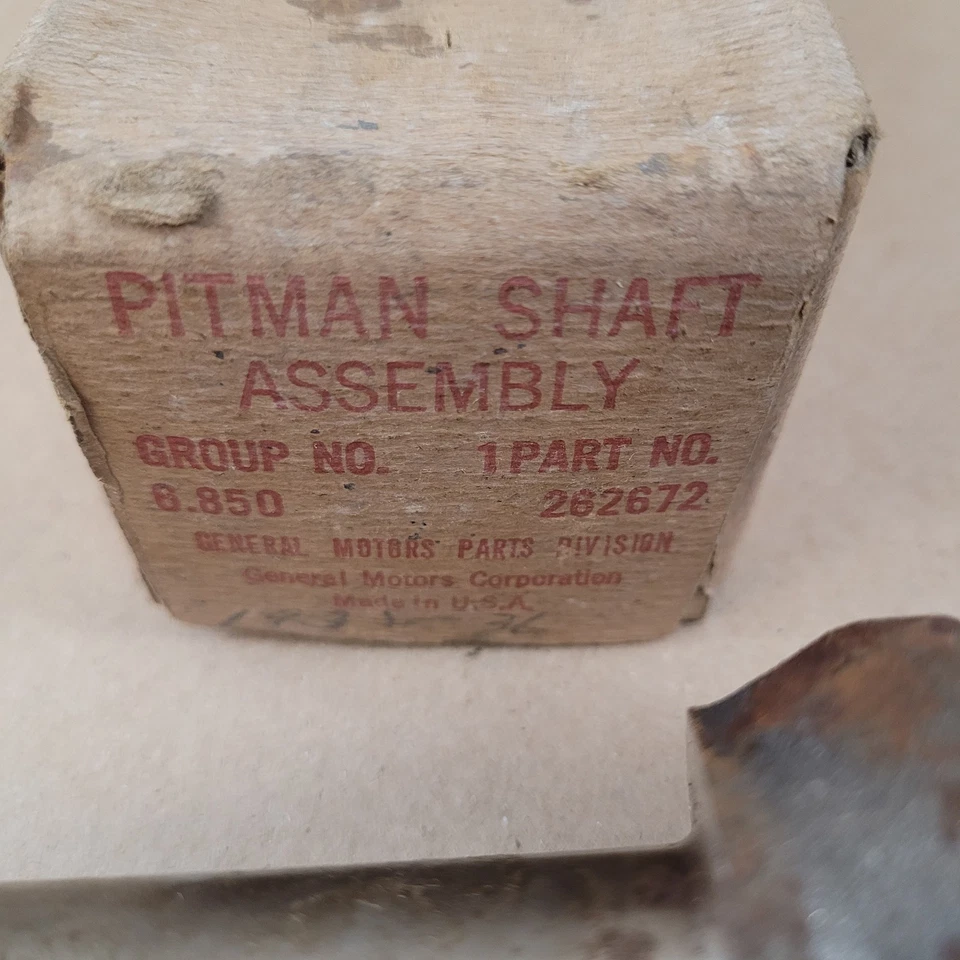 PITMAN SHAFT
ASSEMBLY
GROUP NO. 1 PART NO.
6.850 262672
GENERAL MOTORS PARTS DIVISION
General Motors Corporation
Made in U.S.A.